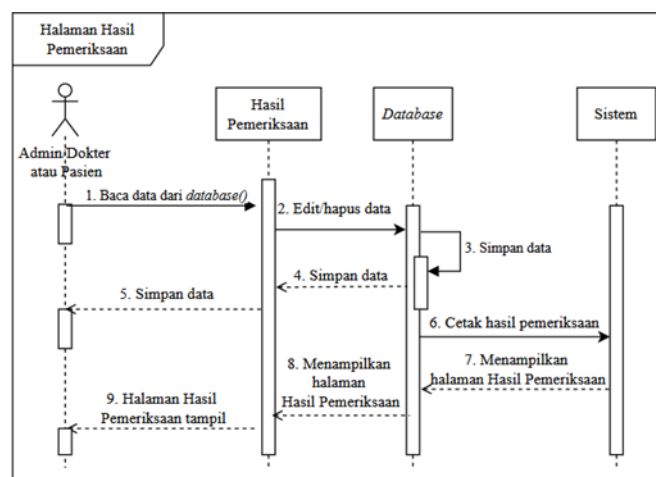 Halaman Hasil
Pemeriksaan
Hasil
Pemeriksaan
Database
Sistem
Admin Dokter
atau Pasien
1. Baca data dari database()
2. Edit/hapus data
3. Simpan data
4. Simpan data
5. Simpan data
6. Cetak hasil pemeriksaan
7. Menampilkan
halaman Hasil Pemeriksaan
8. Menampilkan
halaman
Hasil Pemeriksaan
9. Halaman Hasil
Pemeriksaan tampil